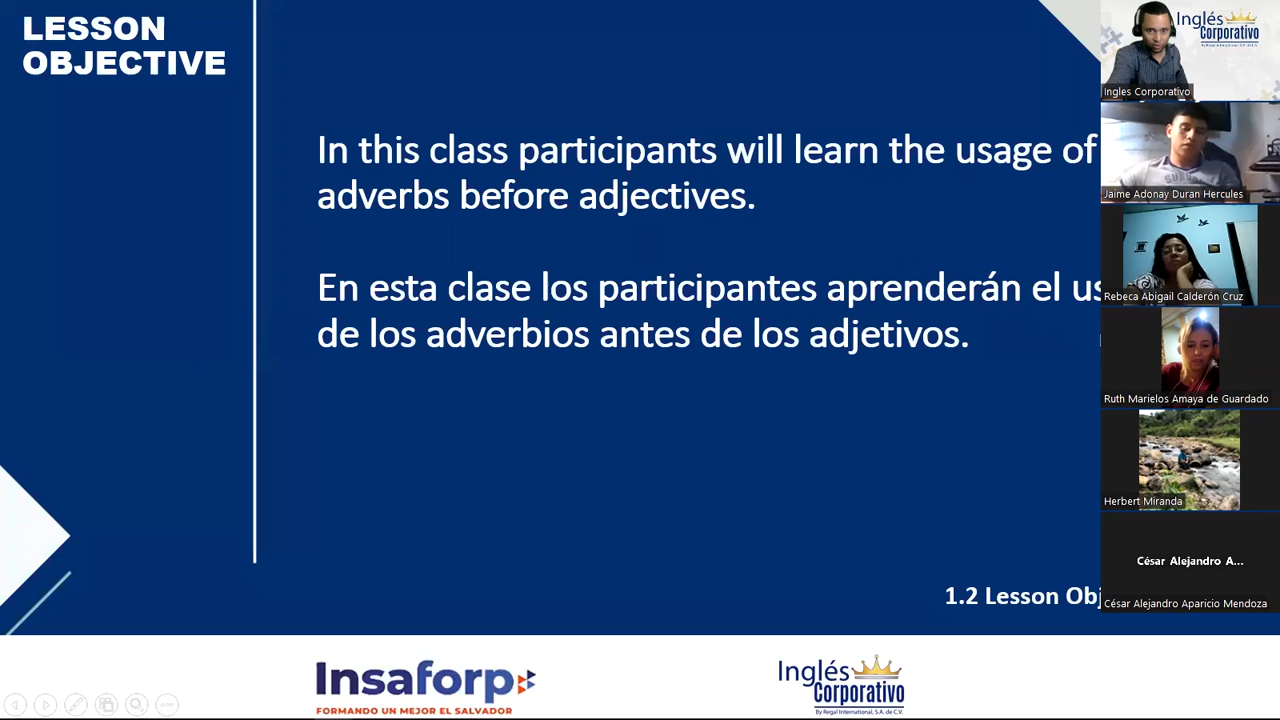 LESSON
OBJECTIVE
In this class participants will learn the usage of
adverbs before adjectives.
En esta clase los participantes aprenderán el us
de los adverbios antes de los adjetivos.
1.2 Lesson Obj
Insaforp
FORMANDO UN MEJOR EL SALVADOR
Inglés
Corporativo
By Regal International, S.A. de C.V.
Inglés
Corporativo
Ingles Corporativo
Jaime Adonay Duran Hercules
Rebeca Abigail Calderón Cruz
Ruth Marielos Amaya de Guardado
Herbert Miranda
César Alejandro A...
César Alejandro Aparicio Mendoza